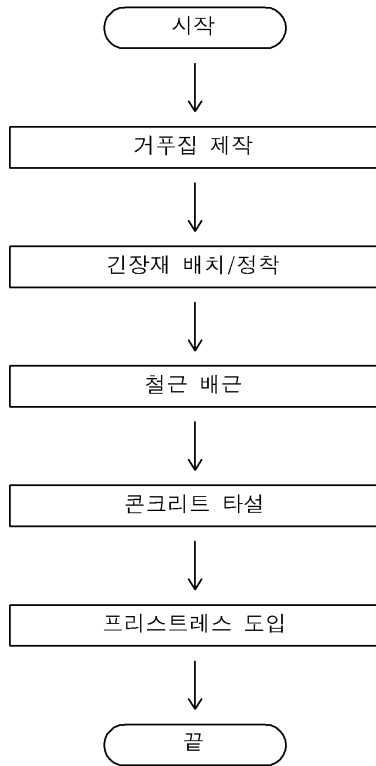 시작
거푸집 제작
긴장재 배치/정착
철근 배근
콘크리트 타설
프리스트레스 도입
끝